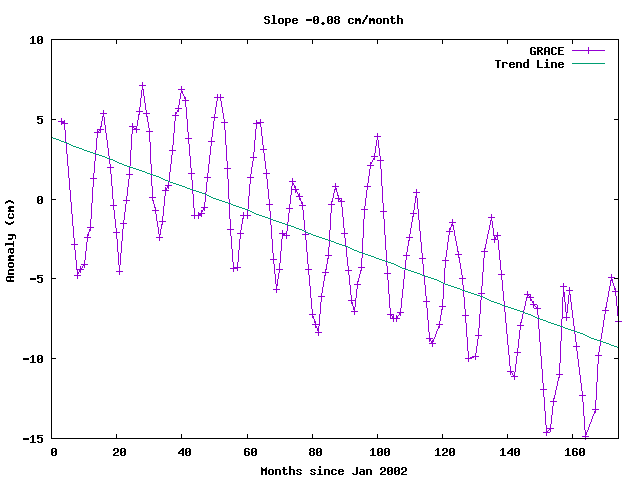 Slope -0.08 cm/month
10
GRACE
Trend Line
5
0
Anomaly (cm)
-5
-10
-15
0 20 40 60 80 100 120 140 160
Months since Jan 2002